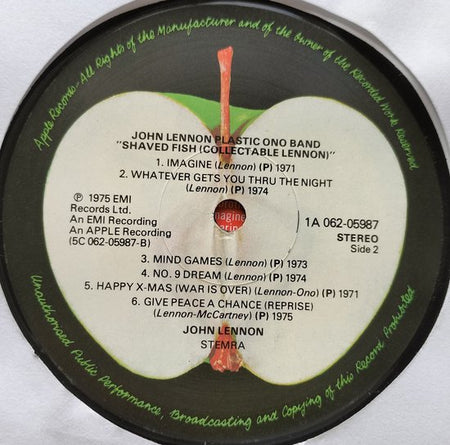 Apple Records-All Rights of the Manufacturer and of the Owner of the Recorded Work Reserved
JOHN LENNON PLASTIC ONO BAND
"SHAVED FISH (COLLECTABLE LENNON)"
1. IMAGINE (Lennon) (P) 1971
2. WHATEVER GETS YOU THRU THE NIGHT
(Lennon) (P) 1974
℗ 1975 EMI
Records Ltd.
An EMI Recording
An APPLE Recording
(5C 062-05987-B)
1A 062-05987
STEREO
Side 2
3. MIND GAMES (Lennon) (P) 1973
4. NO. 9 DREAM (Lennon) (P) 1974
5. HAPPY X-MAS (WAR IS OVER) (Lennon-Ono) (P) 1971
6. GIVE PEACE A CHANCE (REPRISE)
(Lennon-McCartney) (P) 1975
JOHN LENNON
STEMRA
Unauthorised Public Performance, Broadcasting and Copying of this Record Prohibited